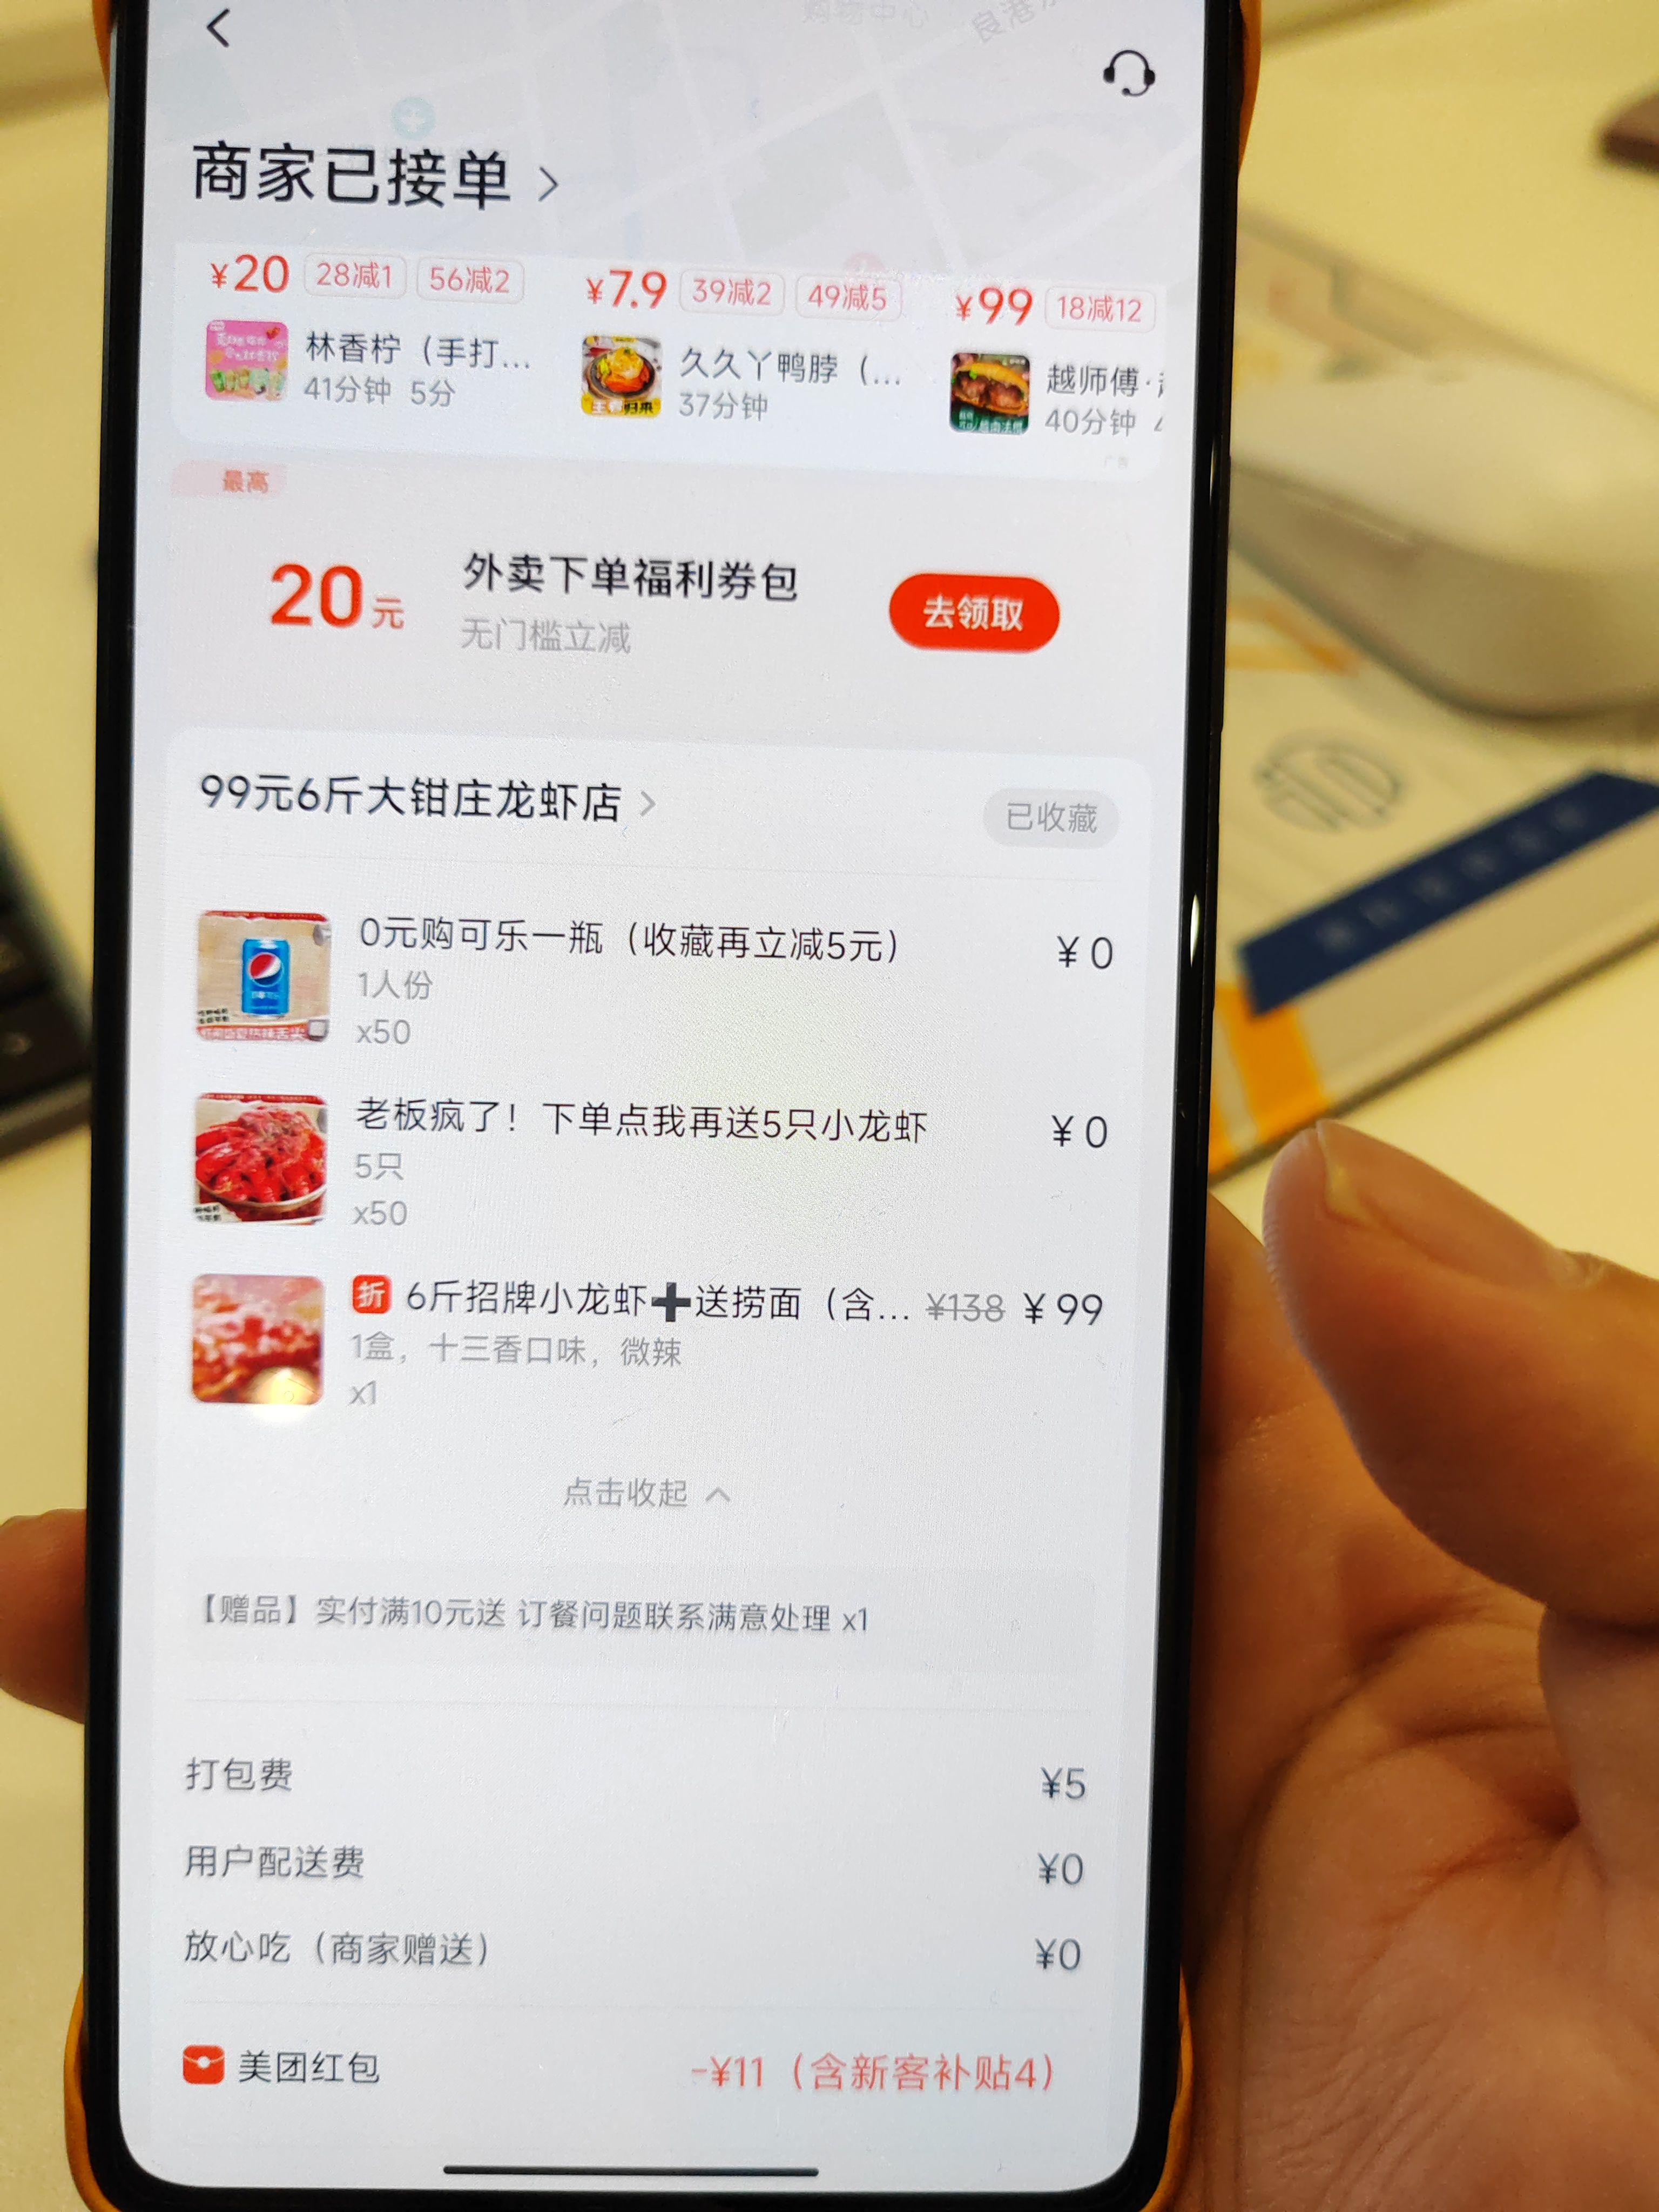 商家已接单
¥20 28减1 56减2
¥7.9 39减2 49减5
¥99 18减12
林香柠（手打...
41分钟 5分
久久丫鸭脖（...
37分钟
越师傅·
40分钟
广告
最高
20元
外卖下单福利券包
无门槛立减
去领取
99元6斤大钳庄龙虾店
已收藏
0元购可乐一瓶（收藏再立减5元） ¥0
1人份
x50
老板疯了！下单点我再送5只小龙虾 ¥0
5只
x50
折 6斤招牌小龙虾➕送捞面（含... ¥138 ¥99
1盒，十三香口味，微辣
x1
点击收起
【赠品】实付满10元送 订餐问题联系满意处理 x1
打包费 ¥5
用户配送费 ¥0
放心吃（商家赠送） ¥0
美团红包 -¥11（含新客补贴4）